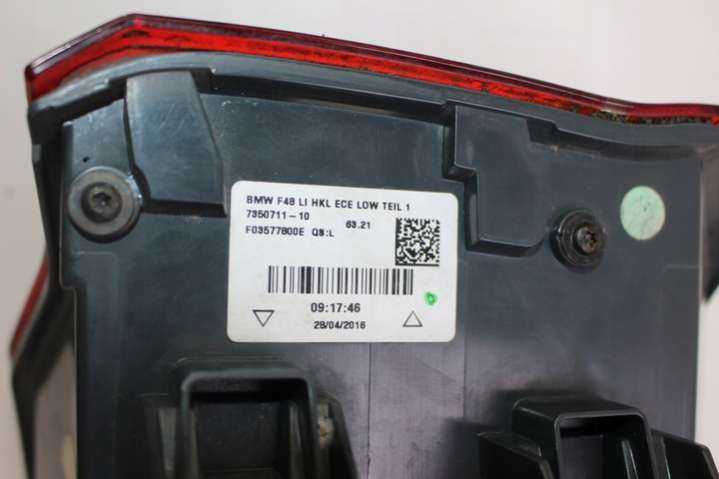 BMW F48 LI HKL ECE LOW TEIL 1
7350711-10 63.21
F03577800E QS:L
09:17:46
28/04/2016